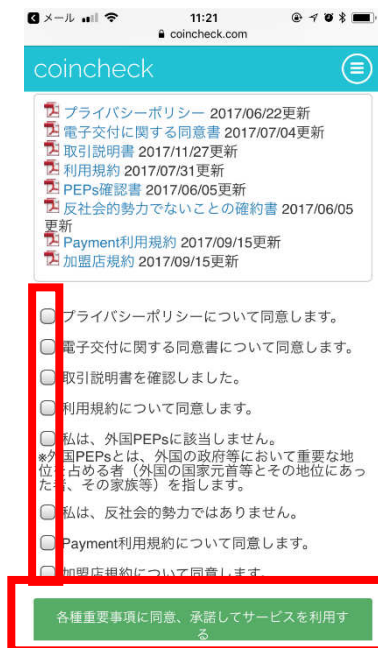 メール 11:21
coincheck.com
coincheck
プライバシーポリシー 2017/06/22更新
電子交付に関する同意書 2017/07/04更新
取引説明書 2017/11/27更新
利用規約 2017/07/31更新
PEPs確認書 2017/06/05更新
反社会的勢力でないことの確約書 2017/06/05
更新
Payment利用規約 2017/09/15更新
加盟店規約 2017/09/15更新
プライバシーポリシーについて同意します。
電子交付に関する同意書について同意します。
取引説明書を確認しました。
利用規約について同意します。
私は、外国PEPsに該当しません。
※外国PEPsとは、外国の政府等において重要な地
位を占める者（外国の国家元首等とその地位にあっ
た者、その家族等）を指します。
私は、反社会的勢力ではありません。
Payment利用規約について同意します。
加盟店規約について同意します。
各種重要事項に同意、承諾してサービスを利用す
る